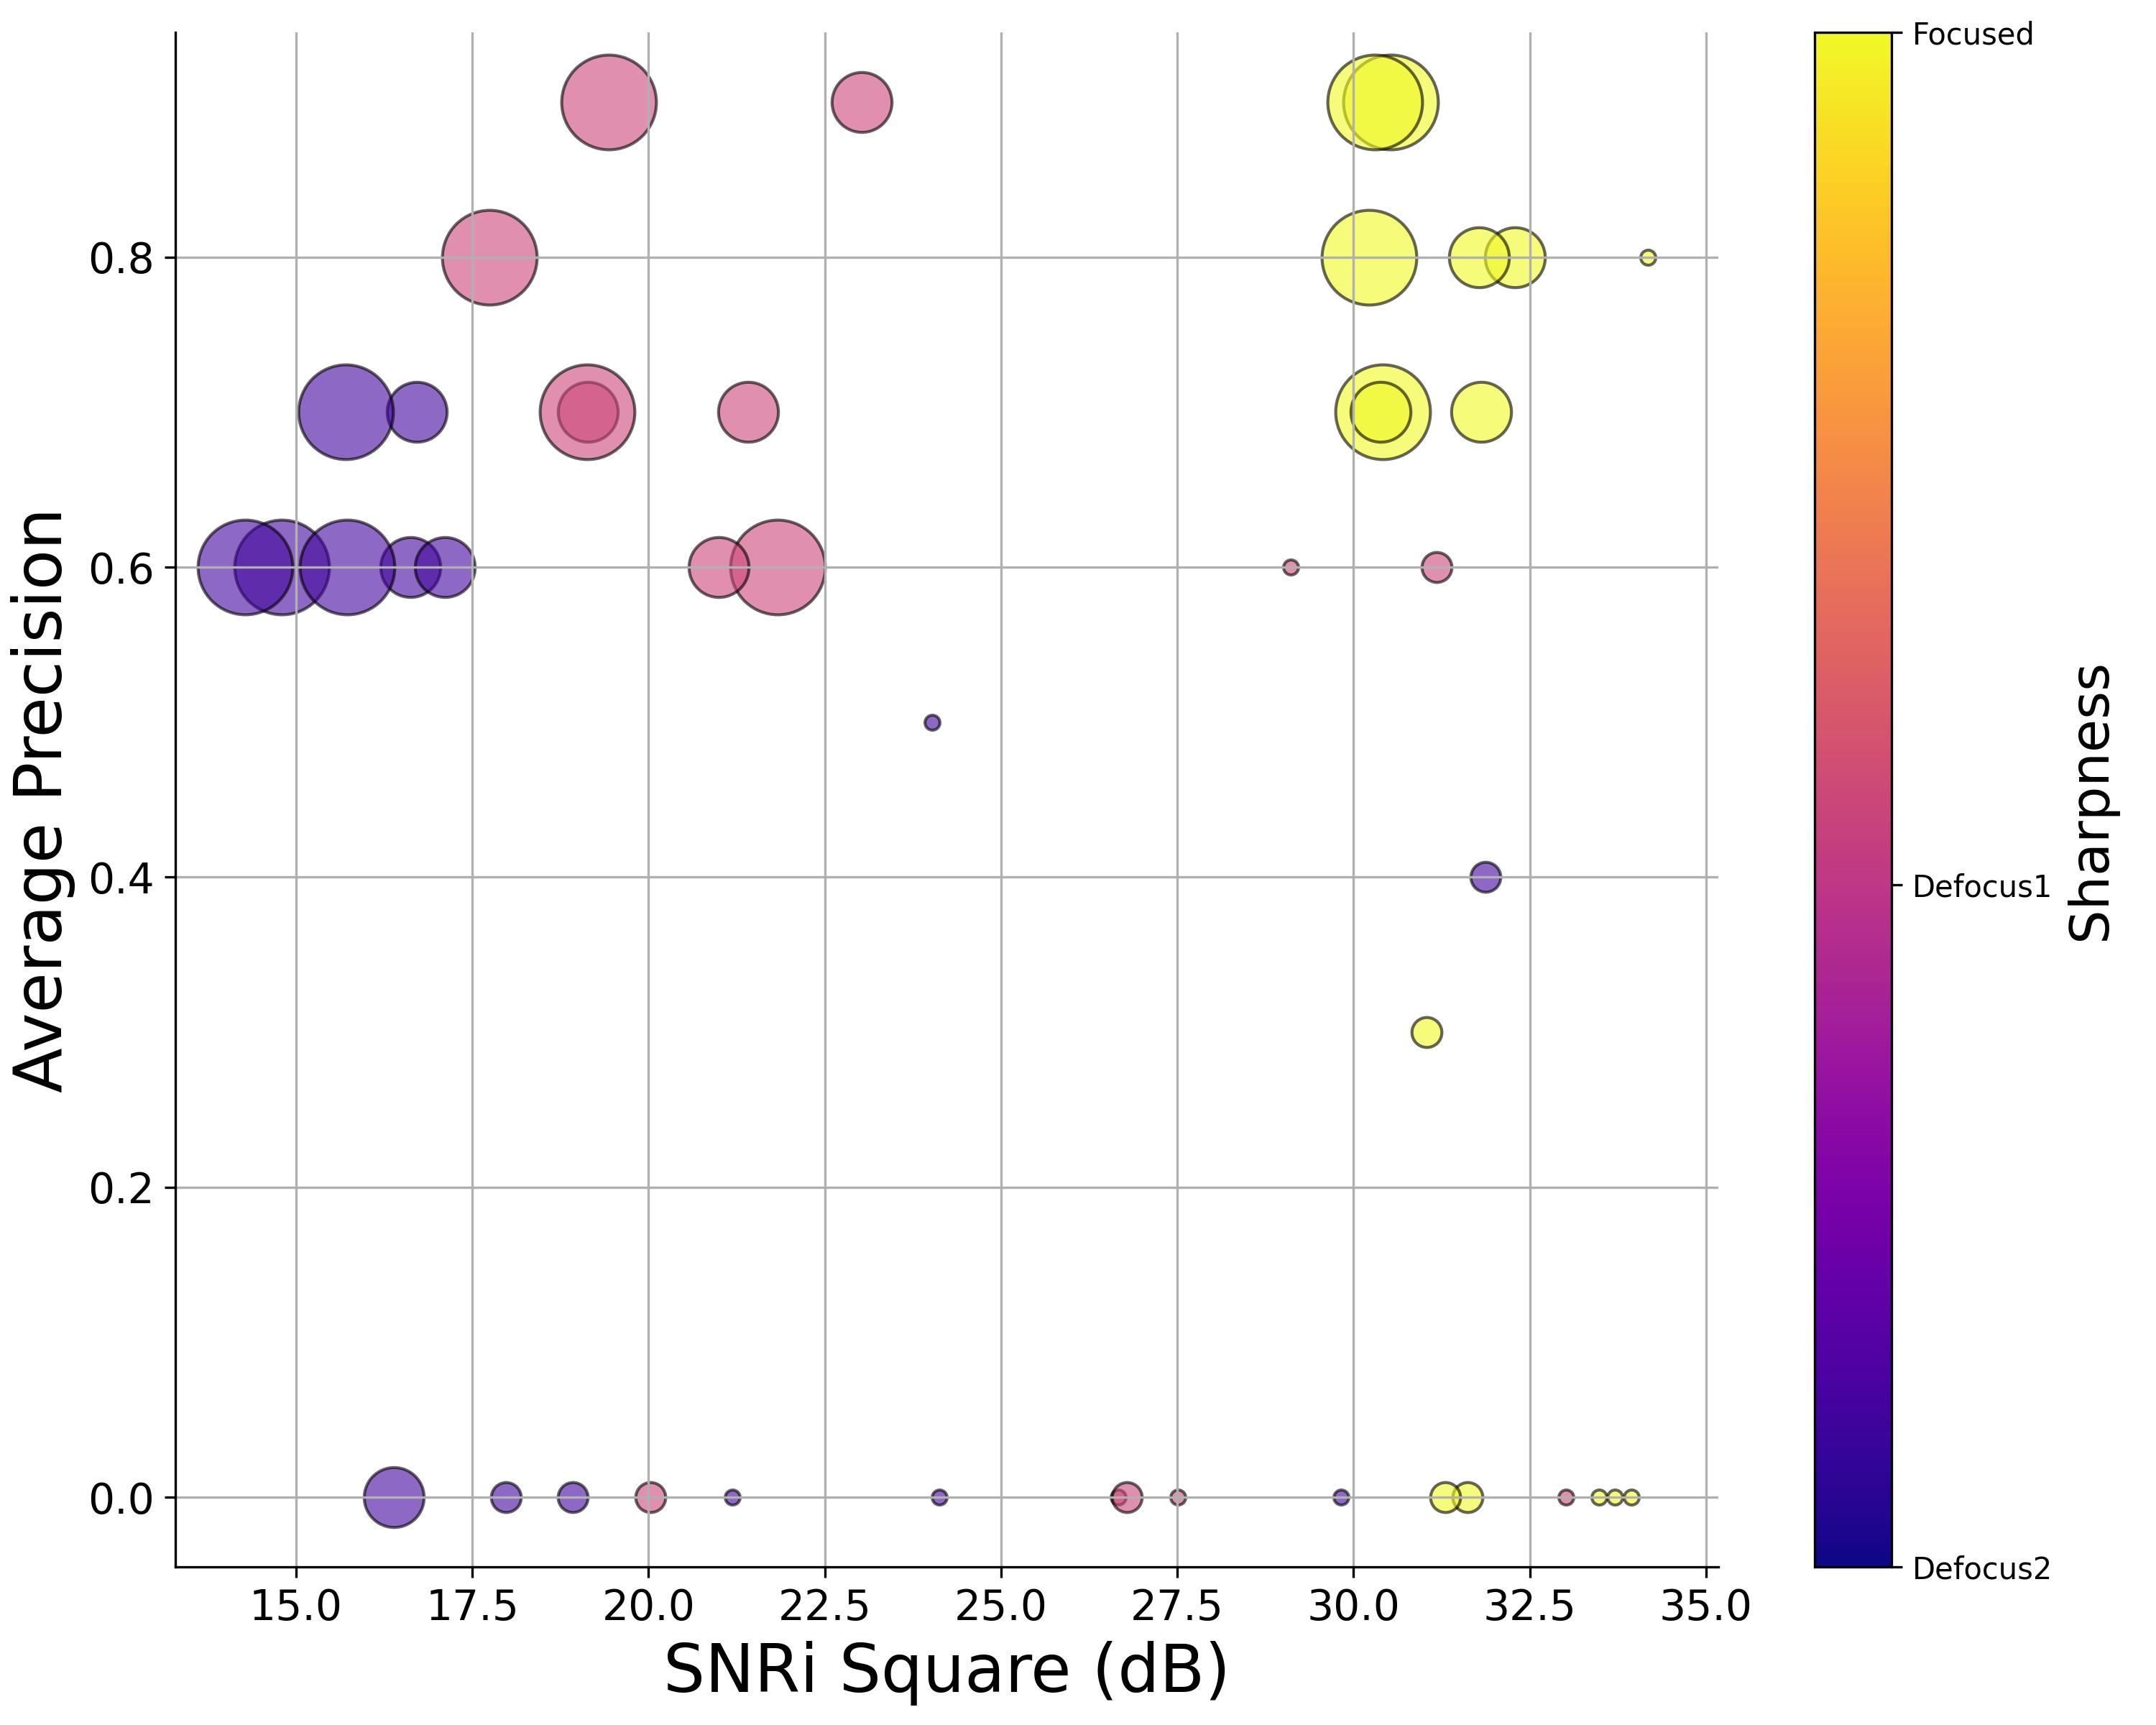 Average Precision
0.8
0.6
0.4
0.2
0.0
15.0 17.5 20.0 22.5 25.0 27.5 30.0 32.5 35.0
SNRi Square (dB)
Focused
Defocus1
Defocus2
Sharpness